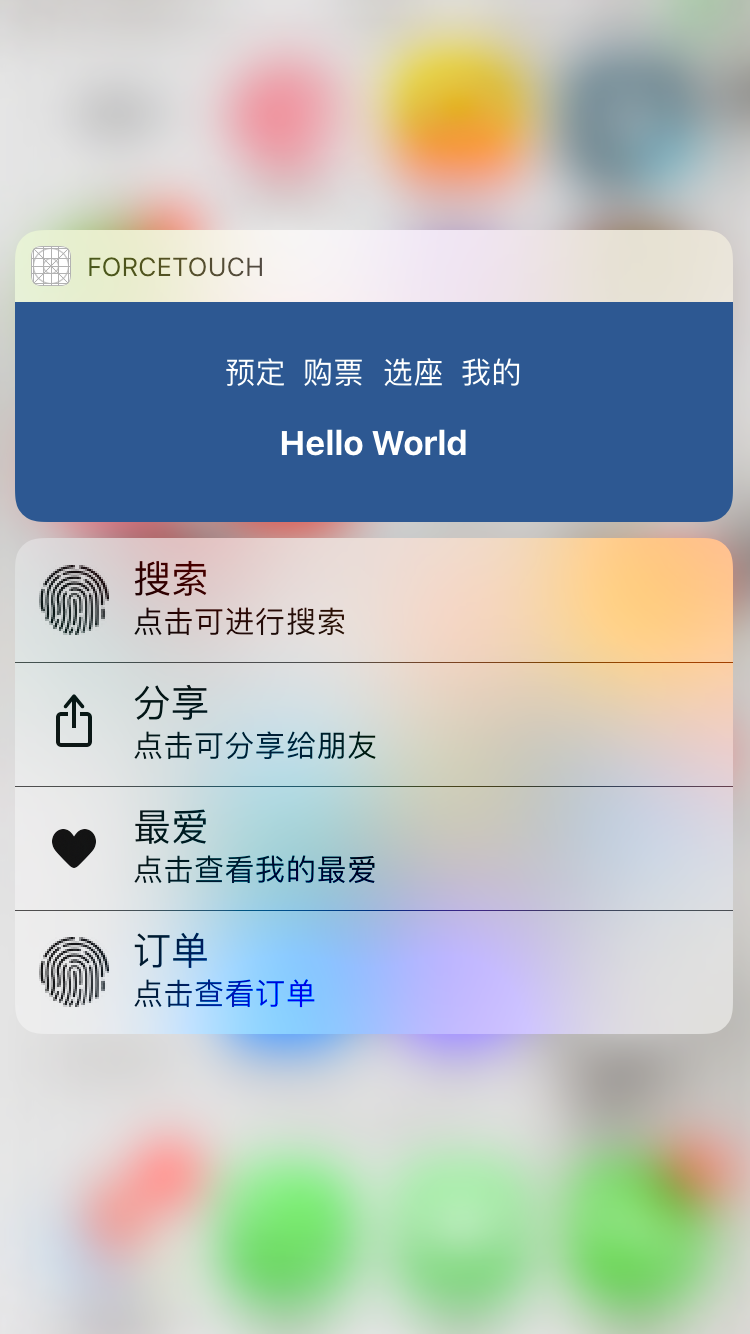 FORCETOUCH
预定 购票 选座 我的
Hello World
搜索
点击可进行搜索
分享
点击可分享给朋友
最爱
点击查看我的最爱
订单
点击查看订单